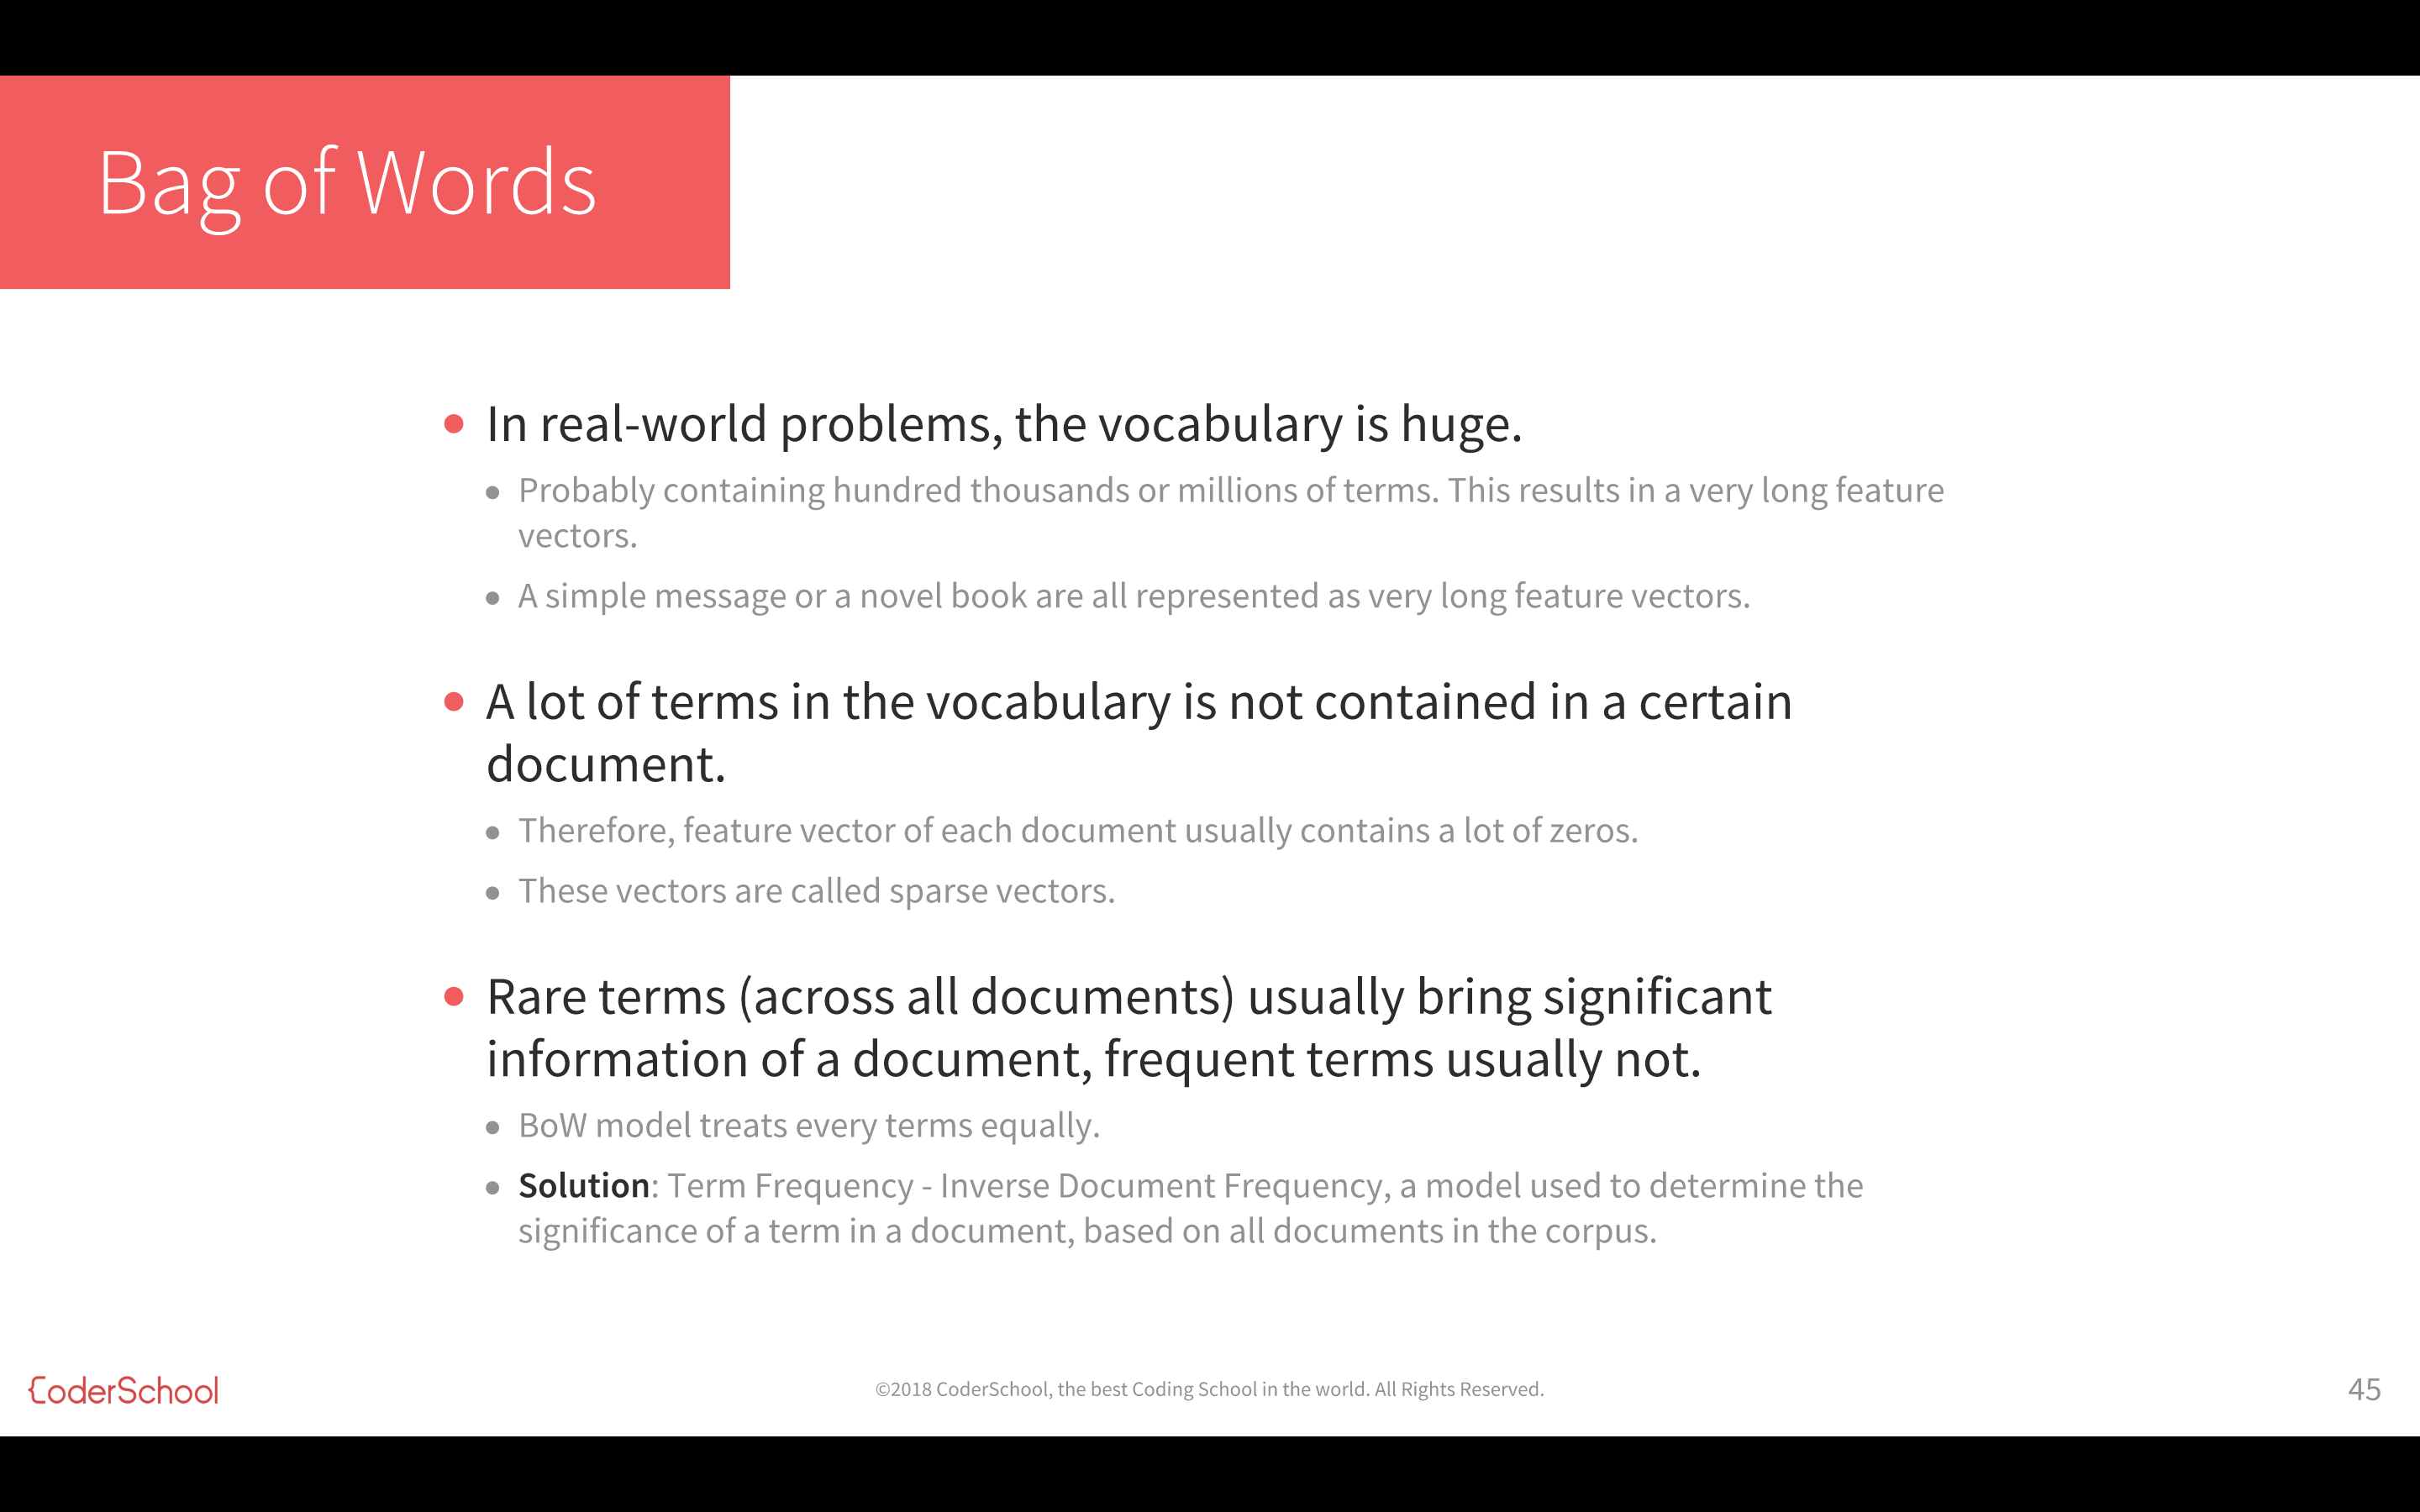 Bag of Words
In real-world problems, the vocabulary is huge.
Probably containing hundred thousands or millions of terms. This results in a very long feature
vectors.
A simple message or a novel book are all represented as very long feature vectors.
A lot of terms in the vocabulary is not contained in a certain
document.
Therefore, feature vector of each document usually contains a lot of zeros.
These vectors are called sparse vectors.
Rare terms (across all documents) usually bring significant
information of a document, frequent terms usually not.
BoW model treats every terms equally.
Solution: Term Frequency - Inverse Document Frequency, a model used to determine the
significance of a term in a document, based on all documents in the corpus.
{CoderSchool
©2018 CoderSchool, the best Coding School in the world. All Rights Reserved.
45